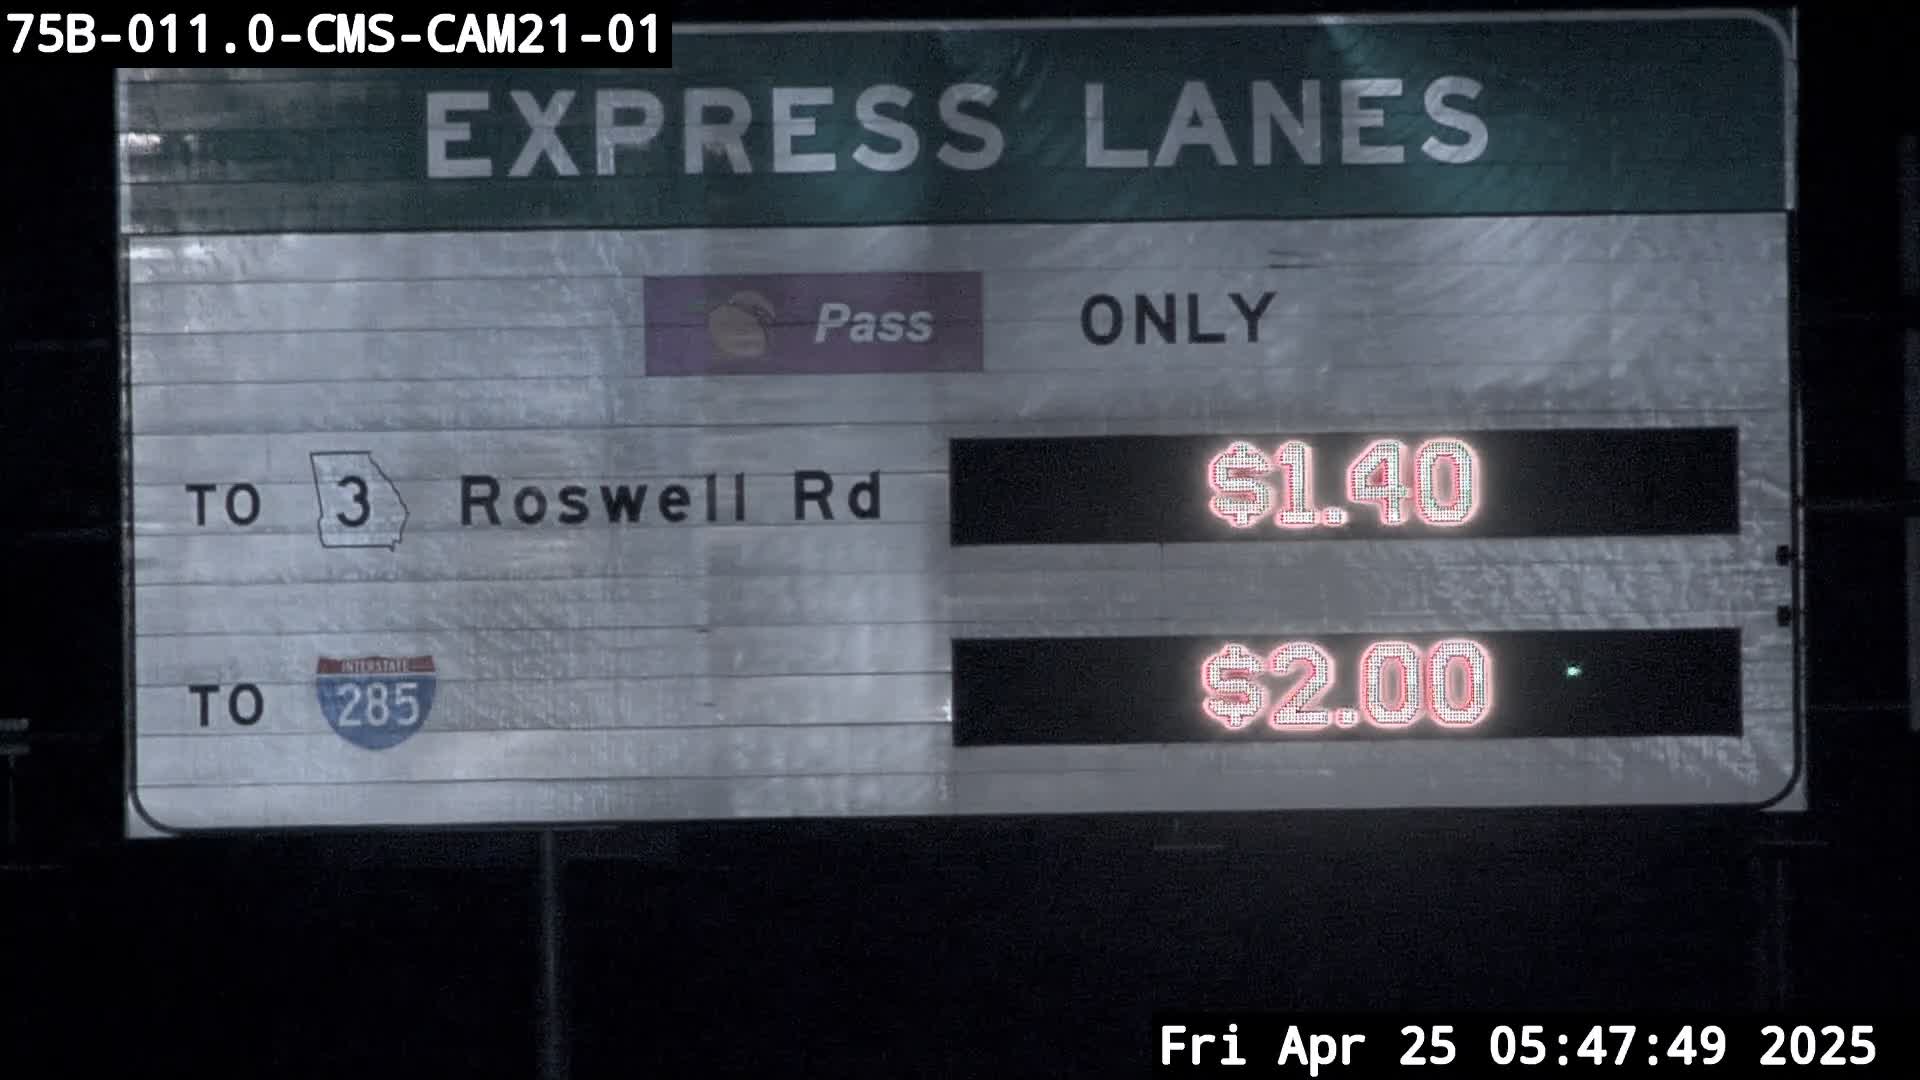 75B-011.0-CMS-CAM21-01
EXPRESS LANES
Pass ONLY
TO 3 Roswell Rd $1.40
TO INTERSTATE 285 $2.00
Fri Apr 25 05:47:49 2025